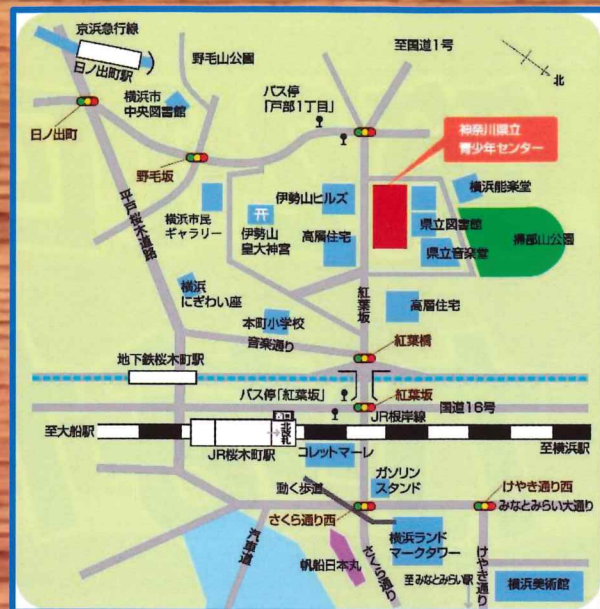 京浜急行線
日ノ出町駅
野毛山公園
至国道1号
北
横浜市
中央図書館
バス停
「戸部1丁目」
日ノ出町
野毛坂
神奈川県立
青少年センター
横浜市民
ギャラリー
伊勢山
皇大神宮
伊勢山ヒルズ
高層住宅
県立図書館
県立音楽堂
横浜能楽堂
掃部山公園
平戸桜木道路
横浜
にぎわい座
本町小学校
音楽通り
紅葉坂
高層住宅
紅葉橋
地下鉄桜木町駅
バス停「紅葉坂」
紅葉坂
国道16号
JR根岸線
至大船駅
西口
北改札
JR桜木町駅
至横浜駅
コレットマーレ
動く歩道
ガソリン
スタンド
けやき通り西
みなとみらい大通り
さくら通り西
汽車道
帆船日本丸
さくら通り
横浜ランド
マークタワー
至みなとみらい駅
けやき通り
横浜美術館